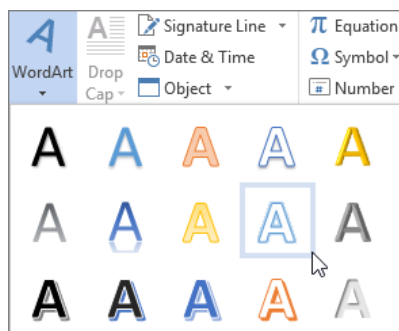 Signature Line
π Equation
Date & Time
Ω Symbol
WordArt
Drop Cap
Object
# Number
A A A A A
A A A A A
A A A A A